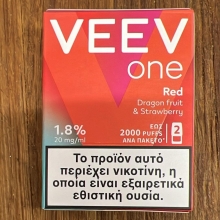 VEEV
one
Red
Dragon fruit
& Strawberry
1.8%
20 mg/ml
ΕΩΣ
2000 PUFFS
ΑΝΑ ΠΑΚΕΤΟ*
2
Το προϊόν αυτό
περιέχει νικοτίνη, η
οποία είναι εξαιρετικά
εθιστική ουσία.